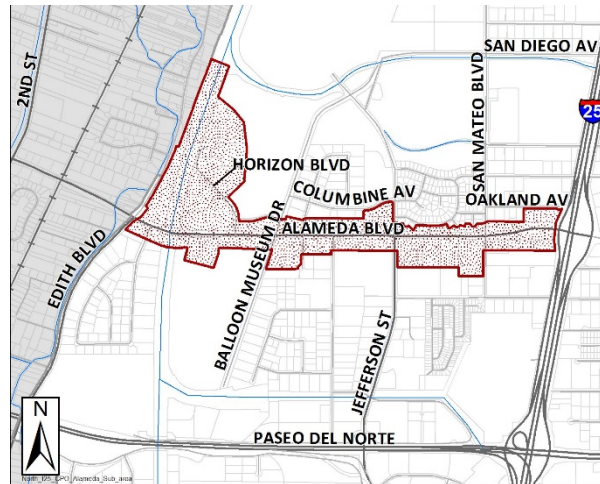 SAN DIEGO AV
2ND ST
SAN MATEO BLVD
25
HORIZON BLVD
COLUMBINE AV
OAKLAND AV
ALAMEDA BLVD
EDITH BLVD
BALLOON MUSEUM DR
JEFFERSON ST
N
PASEO DEL NORTE
North_I25_CPO_Alameda_Sub_area